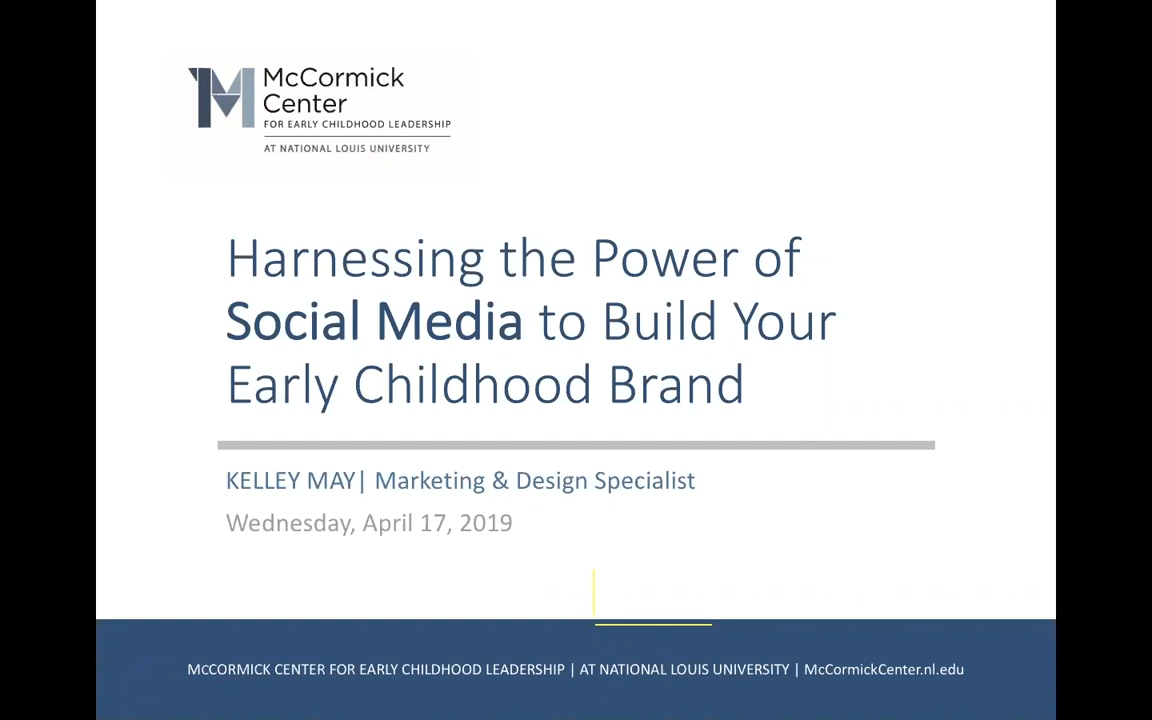 McCormick
Center
FOR EARLY CHILDHOOD LEADERSHIP
AT NATIONAL LOUIS UNIVERSITY
Harnessing the Power of
Social Media to Build Your
Early Childhood Brand
KELLEY MAY| Marketing & Design Specialist
Wednesday, April 17, 2019
MCCORMICK CENTER FOR EARLY CHILDHOOD LEADERSHIP | AT NATIONAL LOUIS UNIVERSITY | McCormickCenter.nl.edu